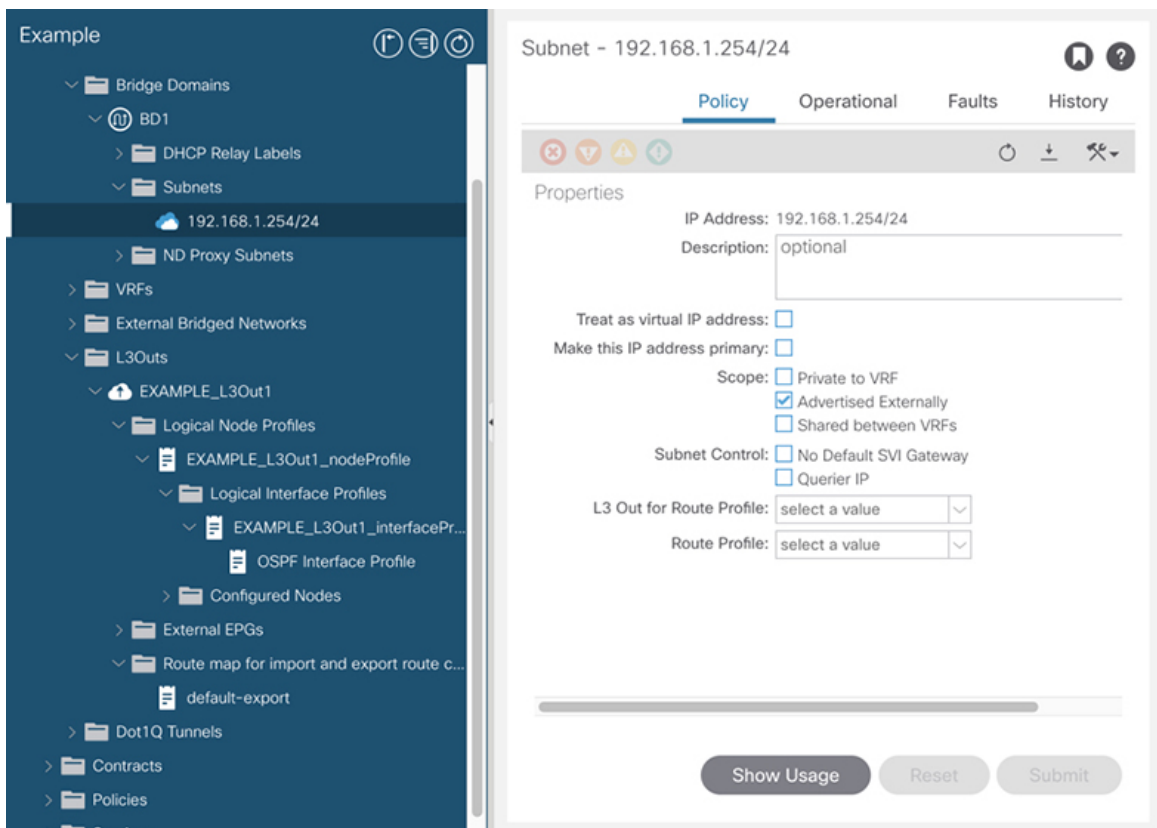 Example
Bridge Domains
BD1
DHCP Relay Labels
Subnets
192.168.1.254/24
ND Proxy Subnets
VRFs
External Bridged Networks
L3Outs
EXAMPLE_L3Out1
Logical Node Profiles
EXAMPLE_L3Out1_nodeProfile
Logical Interface Profiles
EXAMPLE_L3Out1_interfacePr...
OSPF Interface Profile
Configured Nodes
External EPGs
Route map for import and export route c...
default-export
Dot1Q Tunnels
Contracts
Policies
Subnet - 192.168.1.254/24
Policy Operational Faults History
Properties
IP Address: 192.168.1.254/24
Description: optional
Treat as virtual IP address:
Make this IP address primary:
Scope: Private to VRF
Advertised Externally
Shared between VRFs
Subnet Control: No Default SVI Gateway
Querier IP
L3 Out for Route Profile: select a value
Route Profile: select a value
Show Usage Reset Submit